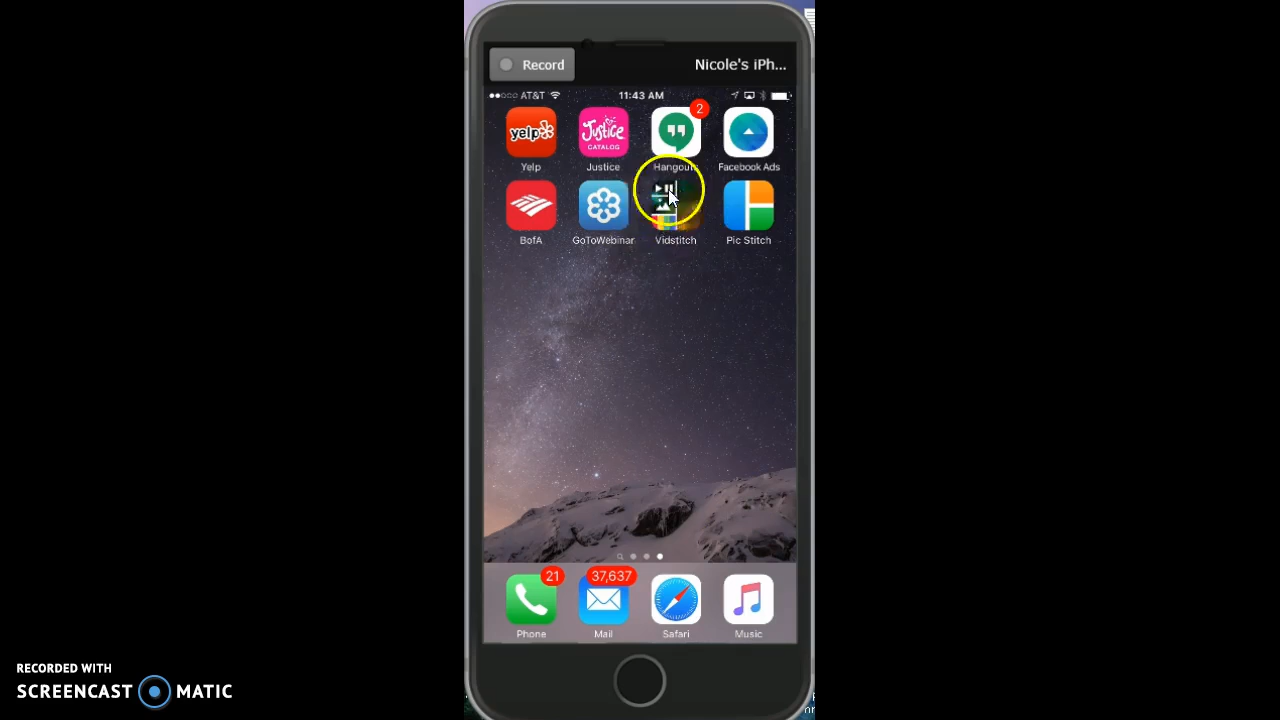 Record Nicole's iPh...
AT&T 11:43 AM
yelp Justice CATALOG 2
Yelp Justice Hangouts Facebook Ads
BofA GoToWebinar Vidstitch Pic Stitch
21 37,637
Phone Mail Safari Music
RECORDED WITH
SCREENCAST MATIC